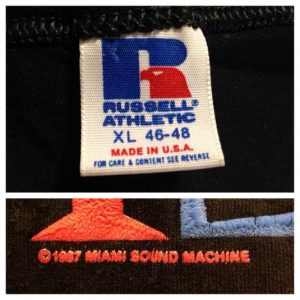 R
RUSSELL®
ATHLETIC
XL 46-48
MADE IN U.S.A.
FOR CARE & CONTENT SEE REVERSE
© 1987 MIAMI SOUND MACHINE